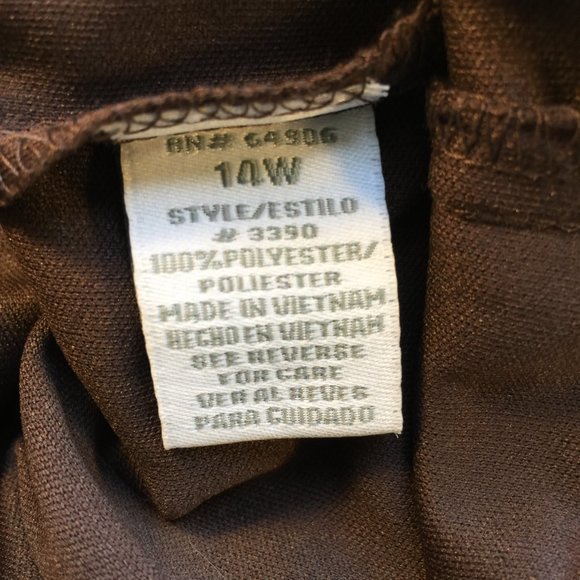 RN# 64906
14W
STYLE/ESTILO
# 3390
100%POLYESTER/
POLIESTER
MADE IN VIETNAM
HECHO EN VIETNAM
SEE REVERSE
FOR CARE
VER AL REVES
PARA CUIDADO